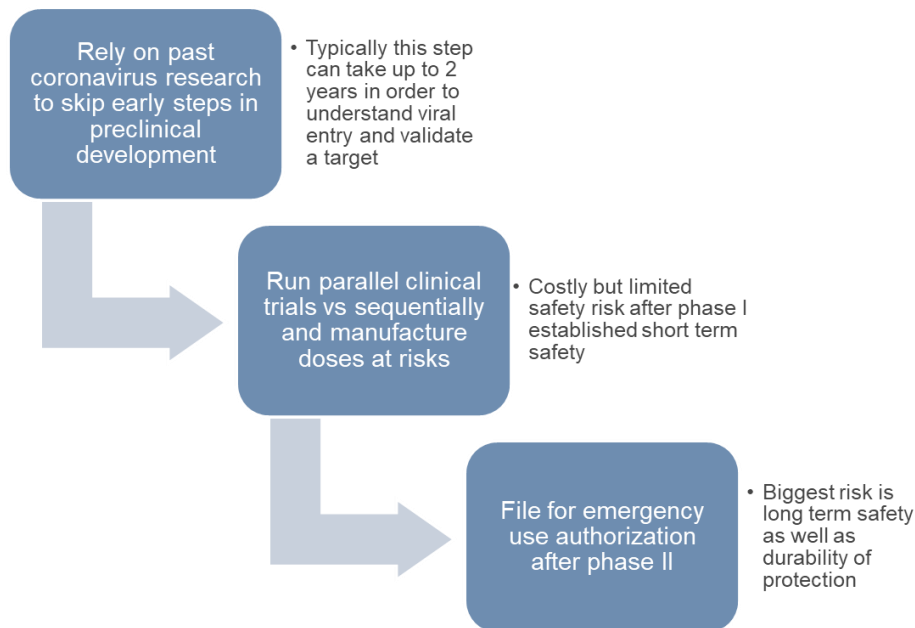 Rely on past
coronavirus research
to skip early steps in
preclinical
development
• Typically this step
can take up to 2
years in order to
understand viral
entry and validate
a target
Run parallel clinical
trials vs sequentially
and manufacture
doses at risks
• Costly but limited
safety risk after phase I
established short term
safety
File for emergency
use authorization
after phase II
• Biggest risk is
long term safety
as well as
durability of
protection